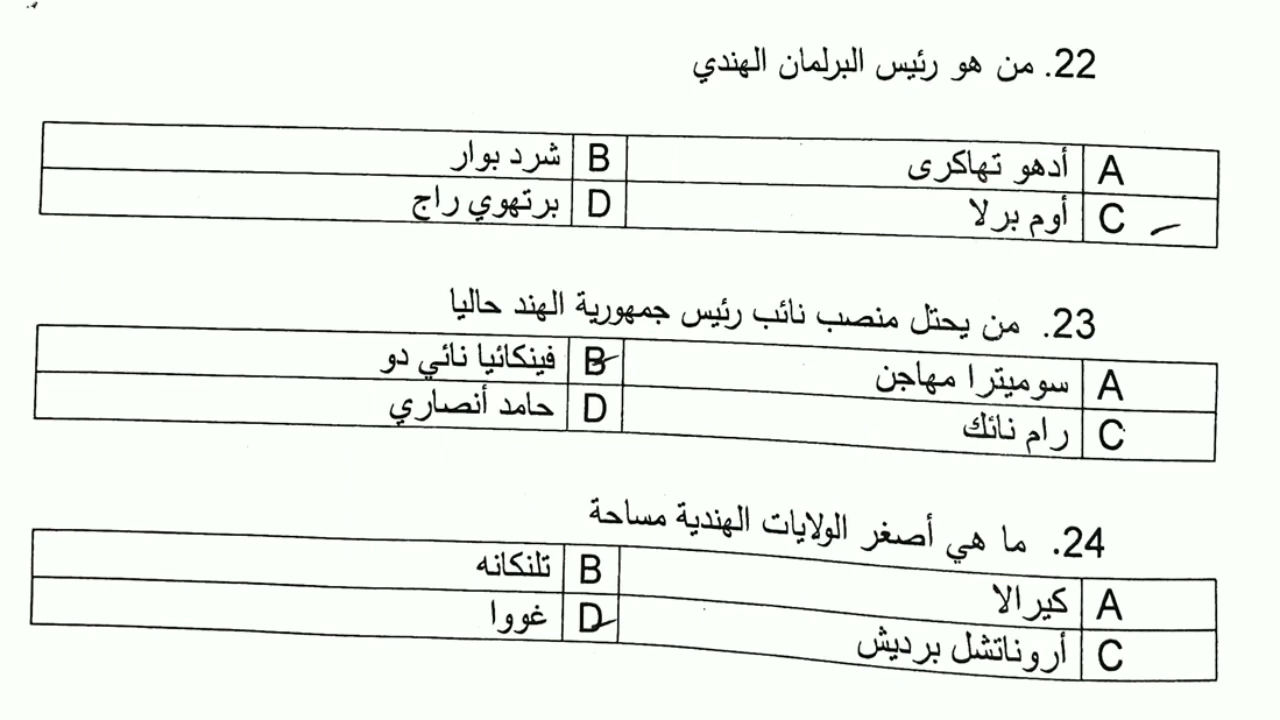 22. من هو رئيس البرلمان الهندي
A أدهو تهاكرى B شرد بوار
C أوم برلا D برتهوي راج
23. من يحتل منصب نائب رئيس جمهورية الهند حاليا
A سوميترا مهاجن B فينكائيا نائي دو
C رام نائك D حامد أنصاري
24. ما هي أصغر الولايات الهندية مساحة
A كيرالا B تلنكانه
C أروناتشل برديش D غووا